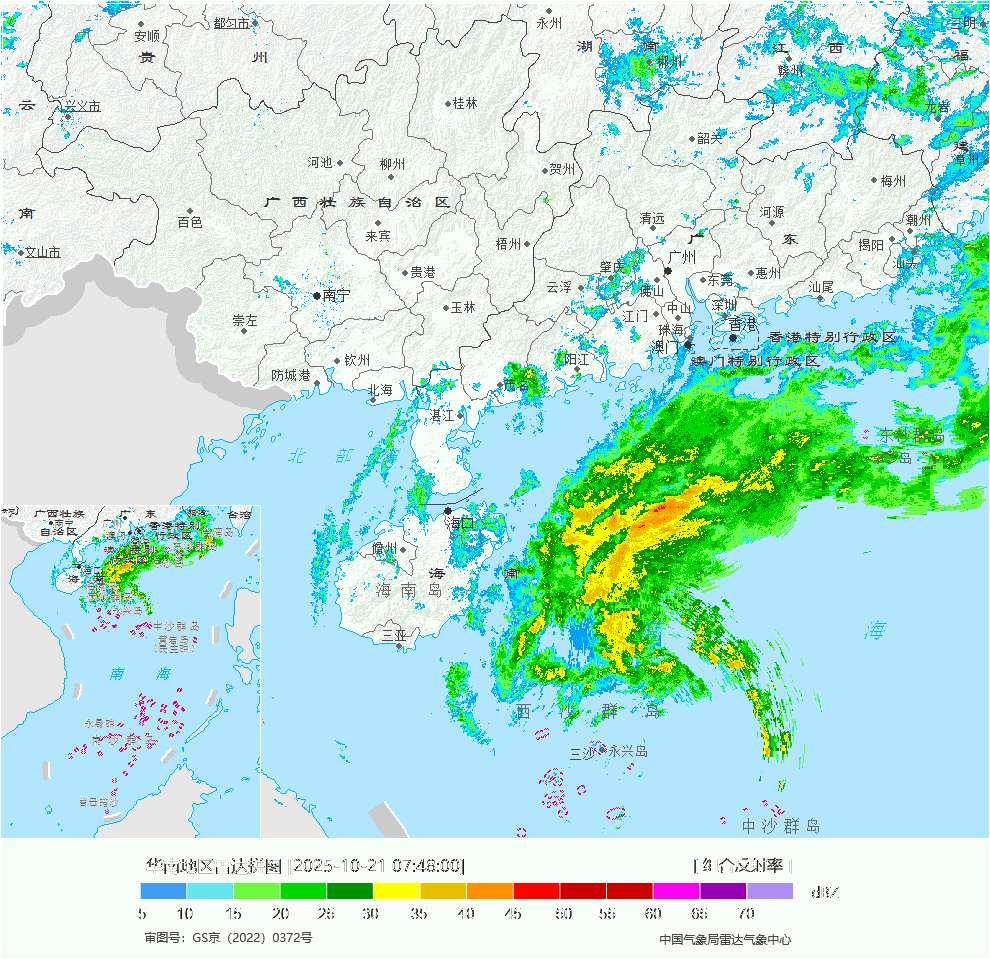 永州
都匀市
三明
安顺
湖 南
江 西
贵 州
郴州
福
赣州
云
兴义市
桂林
龙岩
韶关
建
漳州
河池
柳州
贺州
梅州
广西壮族自治区
南
百色
清远
河源
潮州
来宾
梧州
广 东
揭阳
文山市
广州
汕头
贵港
肇庆
惠州
东莞
云浮
佛山
汕尾
南宁
玉林
中山
深圳
崇左
江门
香港
珠海
香港特别行政区
澳门
钦州
阳江
澳门特别行政区
防城港
茂名
北海
湛江
东沙群岛
北 部
海口
广西壮族
自治区
广 东
台湾
南宁
香港特别
行政区
儋州
海 南
海南岛
三亚
海
永兴岛
中沙群岛
黄岩岛
(民主礁)
南 海
西沙群岛
永暑礁
三沙
永兴岛
南沙群岛
曾母暗沙
中沙群岛
华南地区雷达拼图 [2025-10-21 07:48:00]
[ 组合反射率 ]
dBZ
5 10 15 20 25 30 35 40 45 50 55 60 65 70
审图号：GS京（2022）0372号
中国气象局雷达气象中心